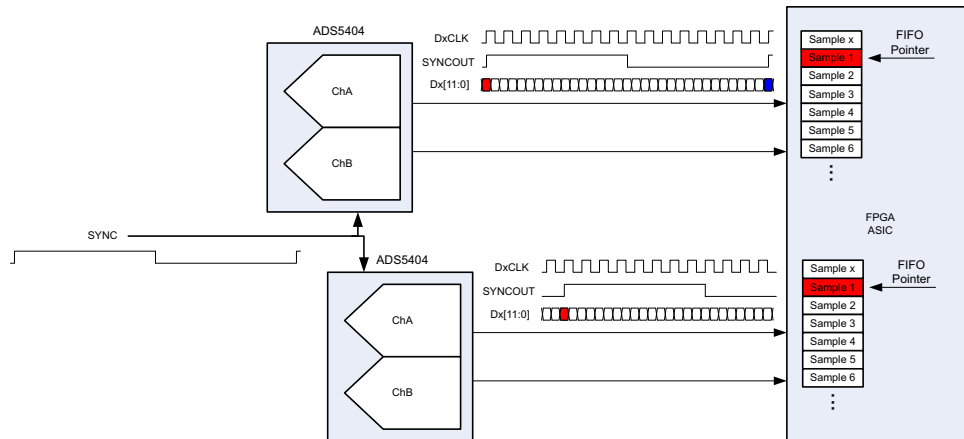 ADS5404
DxCLK
SYNCOUT
Dx[11:0]
ChA
ChB
Sample x
Sample 1
Sample 2
Sample 3
Sample 4
Sample 5
Sample 6
⋮
FIFO
Pointer
SYNC
FPGA
ASIC
ADS5404
DxCLK
SYNCOUT
Dx[11:0]
ChA
ChB
Sample x
Sample 1
Sample 2
Sample 3
Sample 4
Sample 5
Sample 6
⋮
FIFO
Pointer